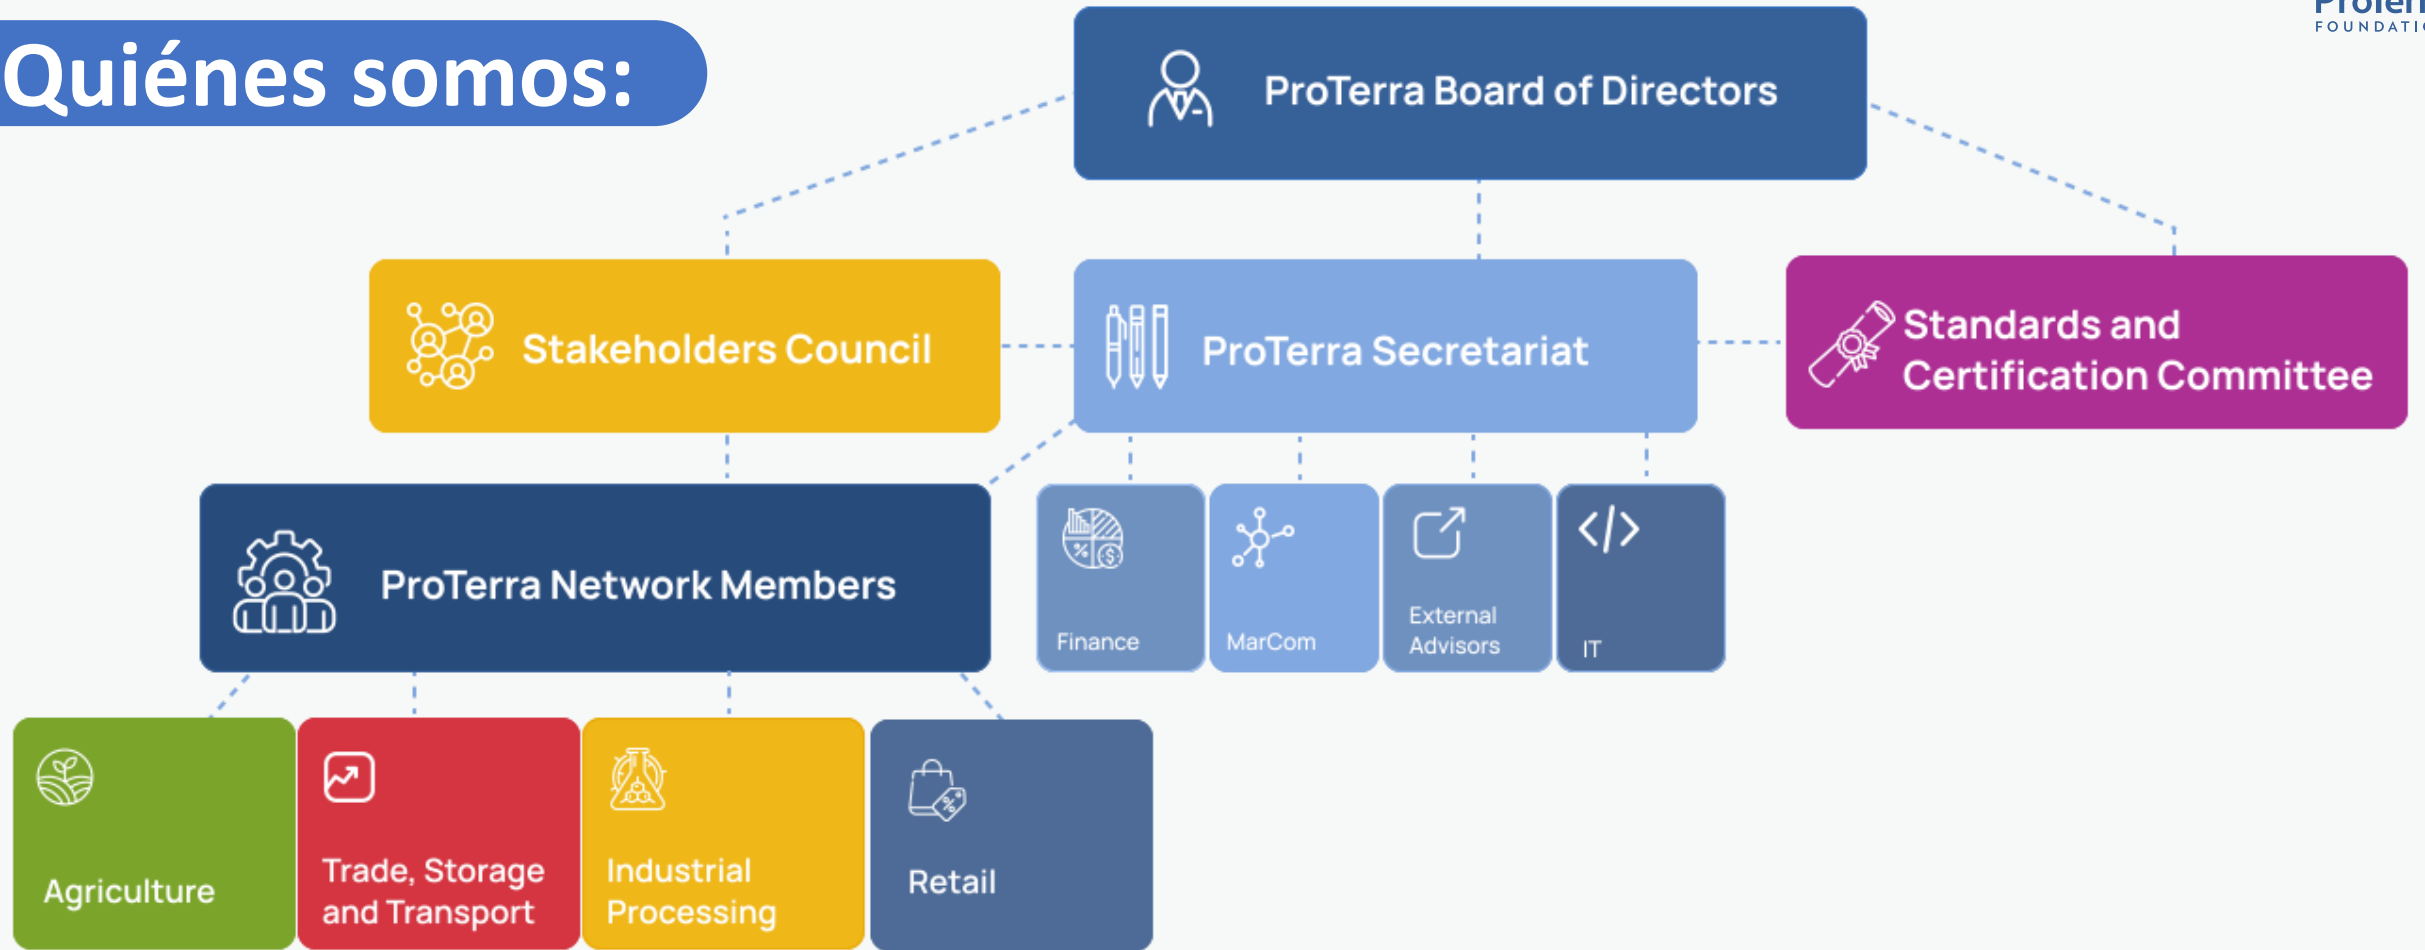 Quiénes somos:
FOUNDATI
ProTerra Board of Directors
Stakeholders Council
ProTerra Secretariat
Standards and
Certification Committee
ProTerra Network Members
Finance
MarCom
External
Advisors
IT
Agriculture
Trade, Storage
and Transport
Industrial
Processing
Retail